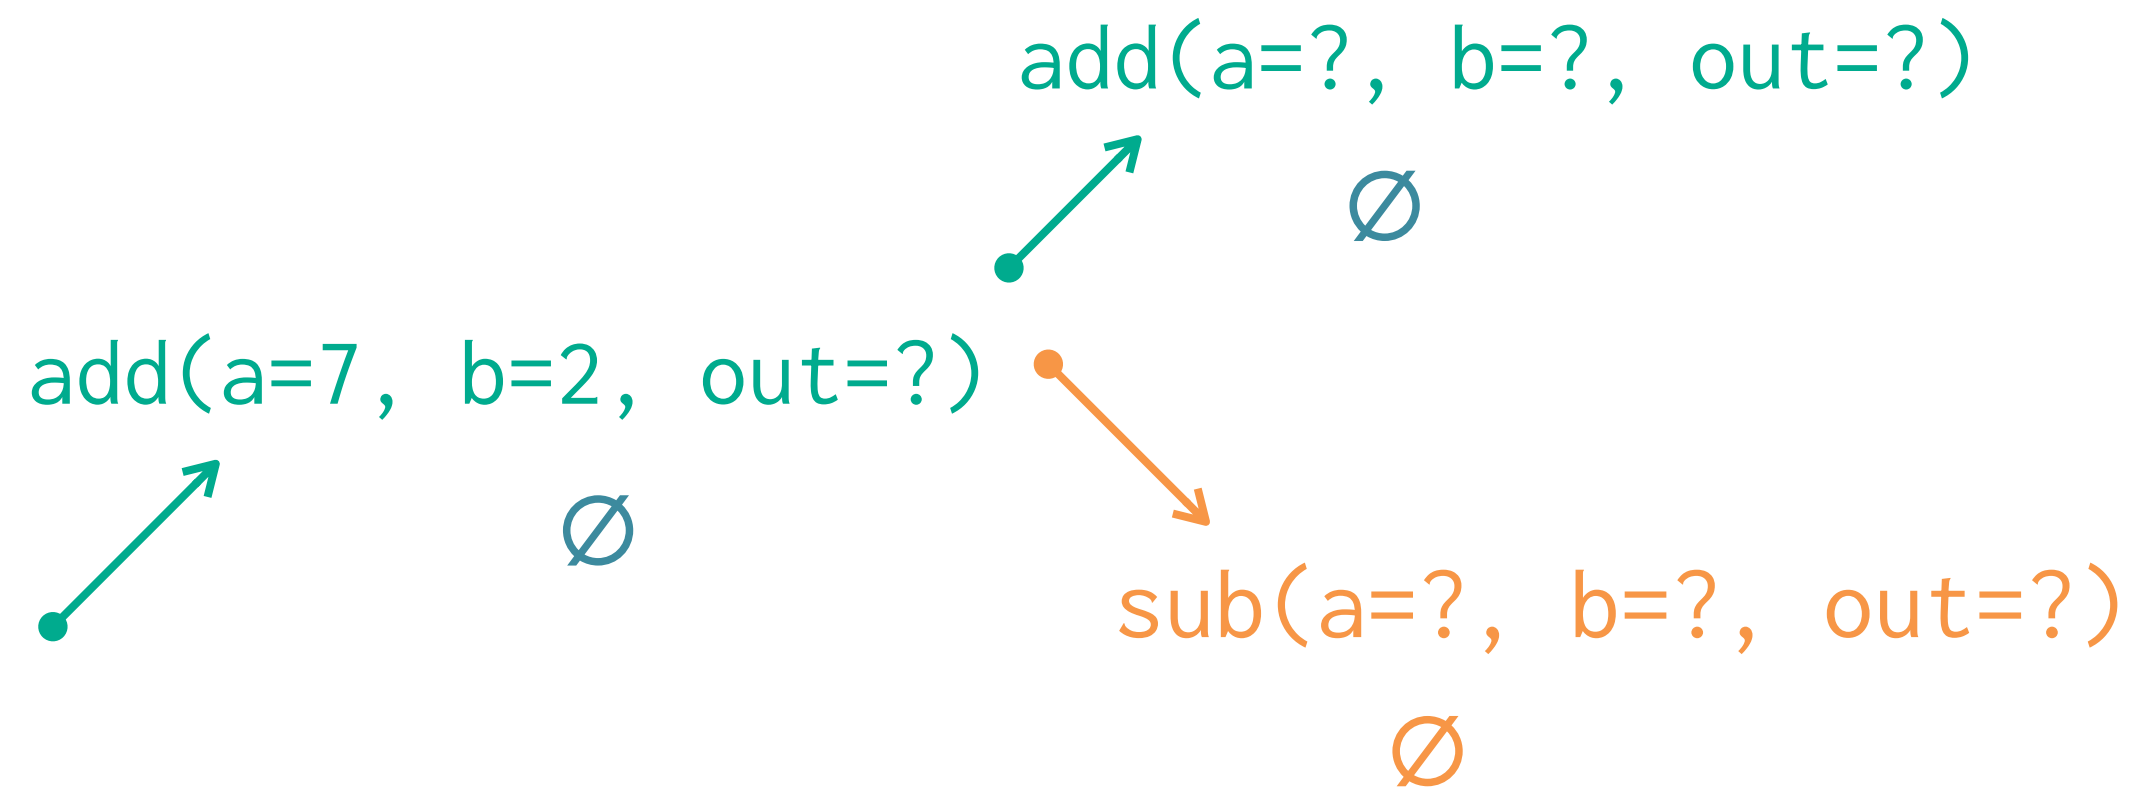 add(a=?, b=?, out=?)
∅
add(a=7, b=2, out=?)
∅
sub(a=?, b=?, out=?)
∅